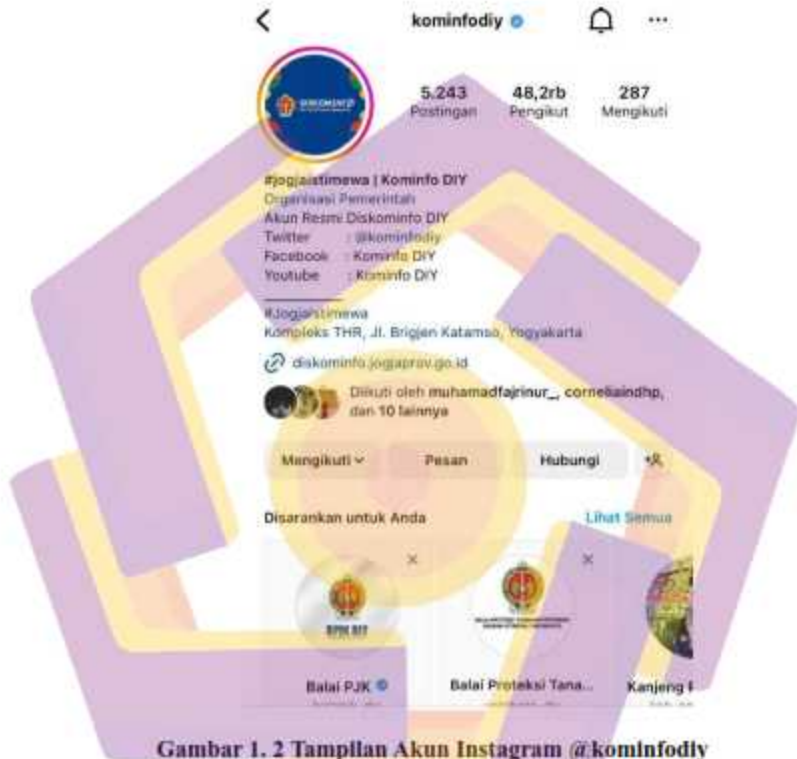 kominfodiy
5.243 48,2rb 287
Postingan Pengikut Mengikuti
DISKOMINFO
#jogjaistimewa | Kominfo DIY
Organisasi Pemerintah
Akun Resmi Diskominfo DIY
Twitter : @kominfodiy
Facebook : Kominfo DIY
Youtube : Kominfo DIY
#Jogjaistimewa
Kompleks THR, Jl. Brigjen Katamso, Yogyakarta
diskominfo.jogjaprov.go.id
Diikuti oleh muhamadfajrinur_, corneliaindhp,
dan 10 lainnya
Mengikuti Pesan Hubungi
Disarankan untuk Anda Lihat Semua
Balai PJK Balai Proteksi Tana... Kanjeng
Gambar 1. 2 Tampilan Akun Instagram @kominfodiy